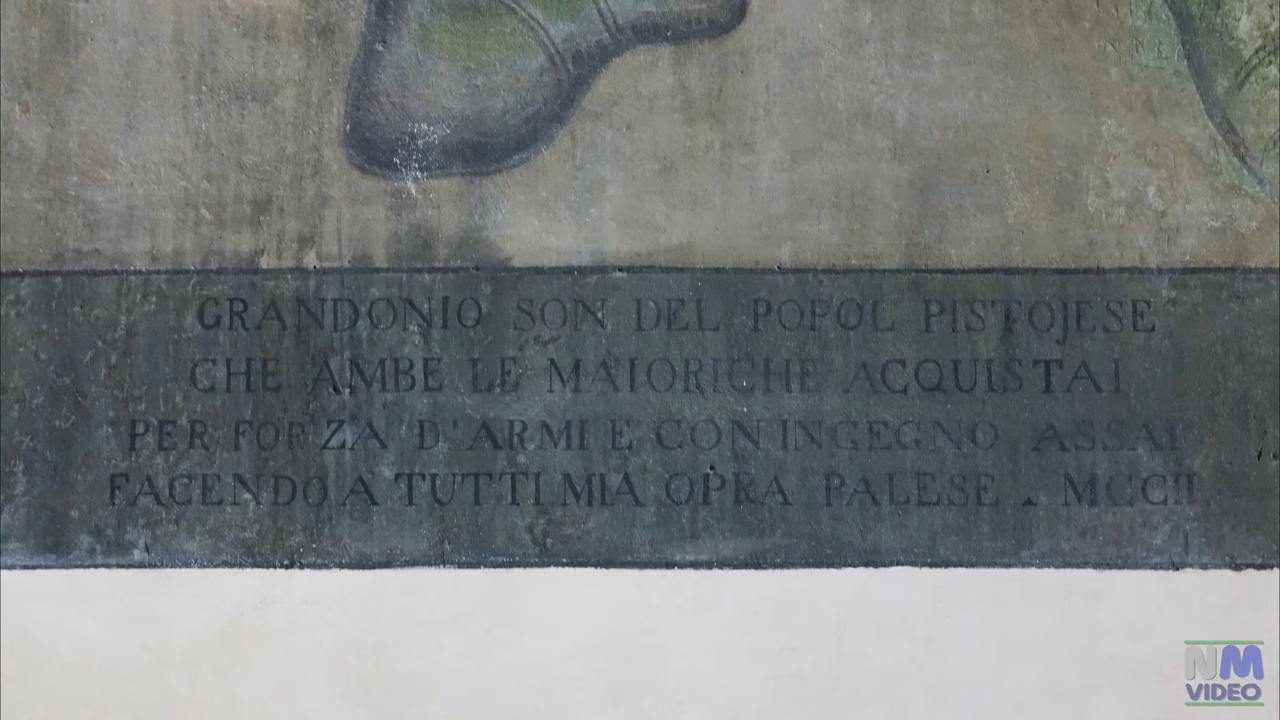 GRANDONIO SON DEL POPOL PISTOJESE
CHE AMBE LE MAIORICHE ACQUISTAI
PER FORZA D'ARMI E CON INGEGNO ASSAI
FACENDO A TUTTI MIA OPRA PALESE . MCCII
NM
VIDEO